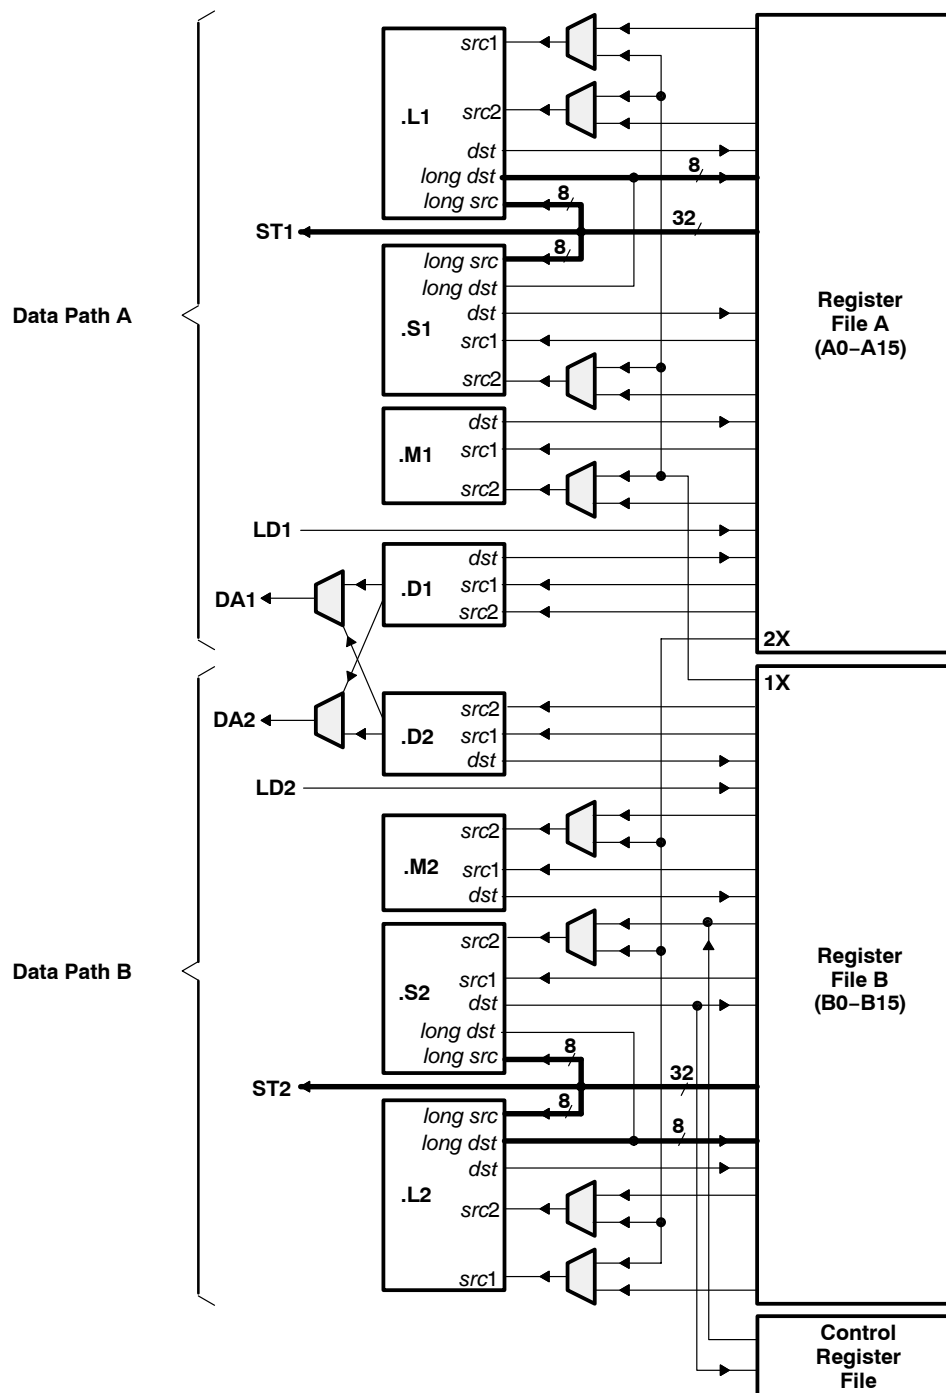 src1
.L1
src2
dst
long dst
8
long src
8
ST1
32
8
long src
long dst
Data Path A
dst
.S1
src1
src2
Register
File A
(A0–A15)
dst
.M1
src1
src2
LD1
dst
.D1
src1
DA1
src2
2X
1X
src2
DA2
.D2
src1
dst
LD2
src2
.M2
src1
dst
src2
Data Path B
src1
.S2
dst
long dst
8
long src
Register
File B
(B0–B15)
ST2
32
8
long src
8
long dst
dst
.L2
src2
src1
Control
Register
File